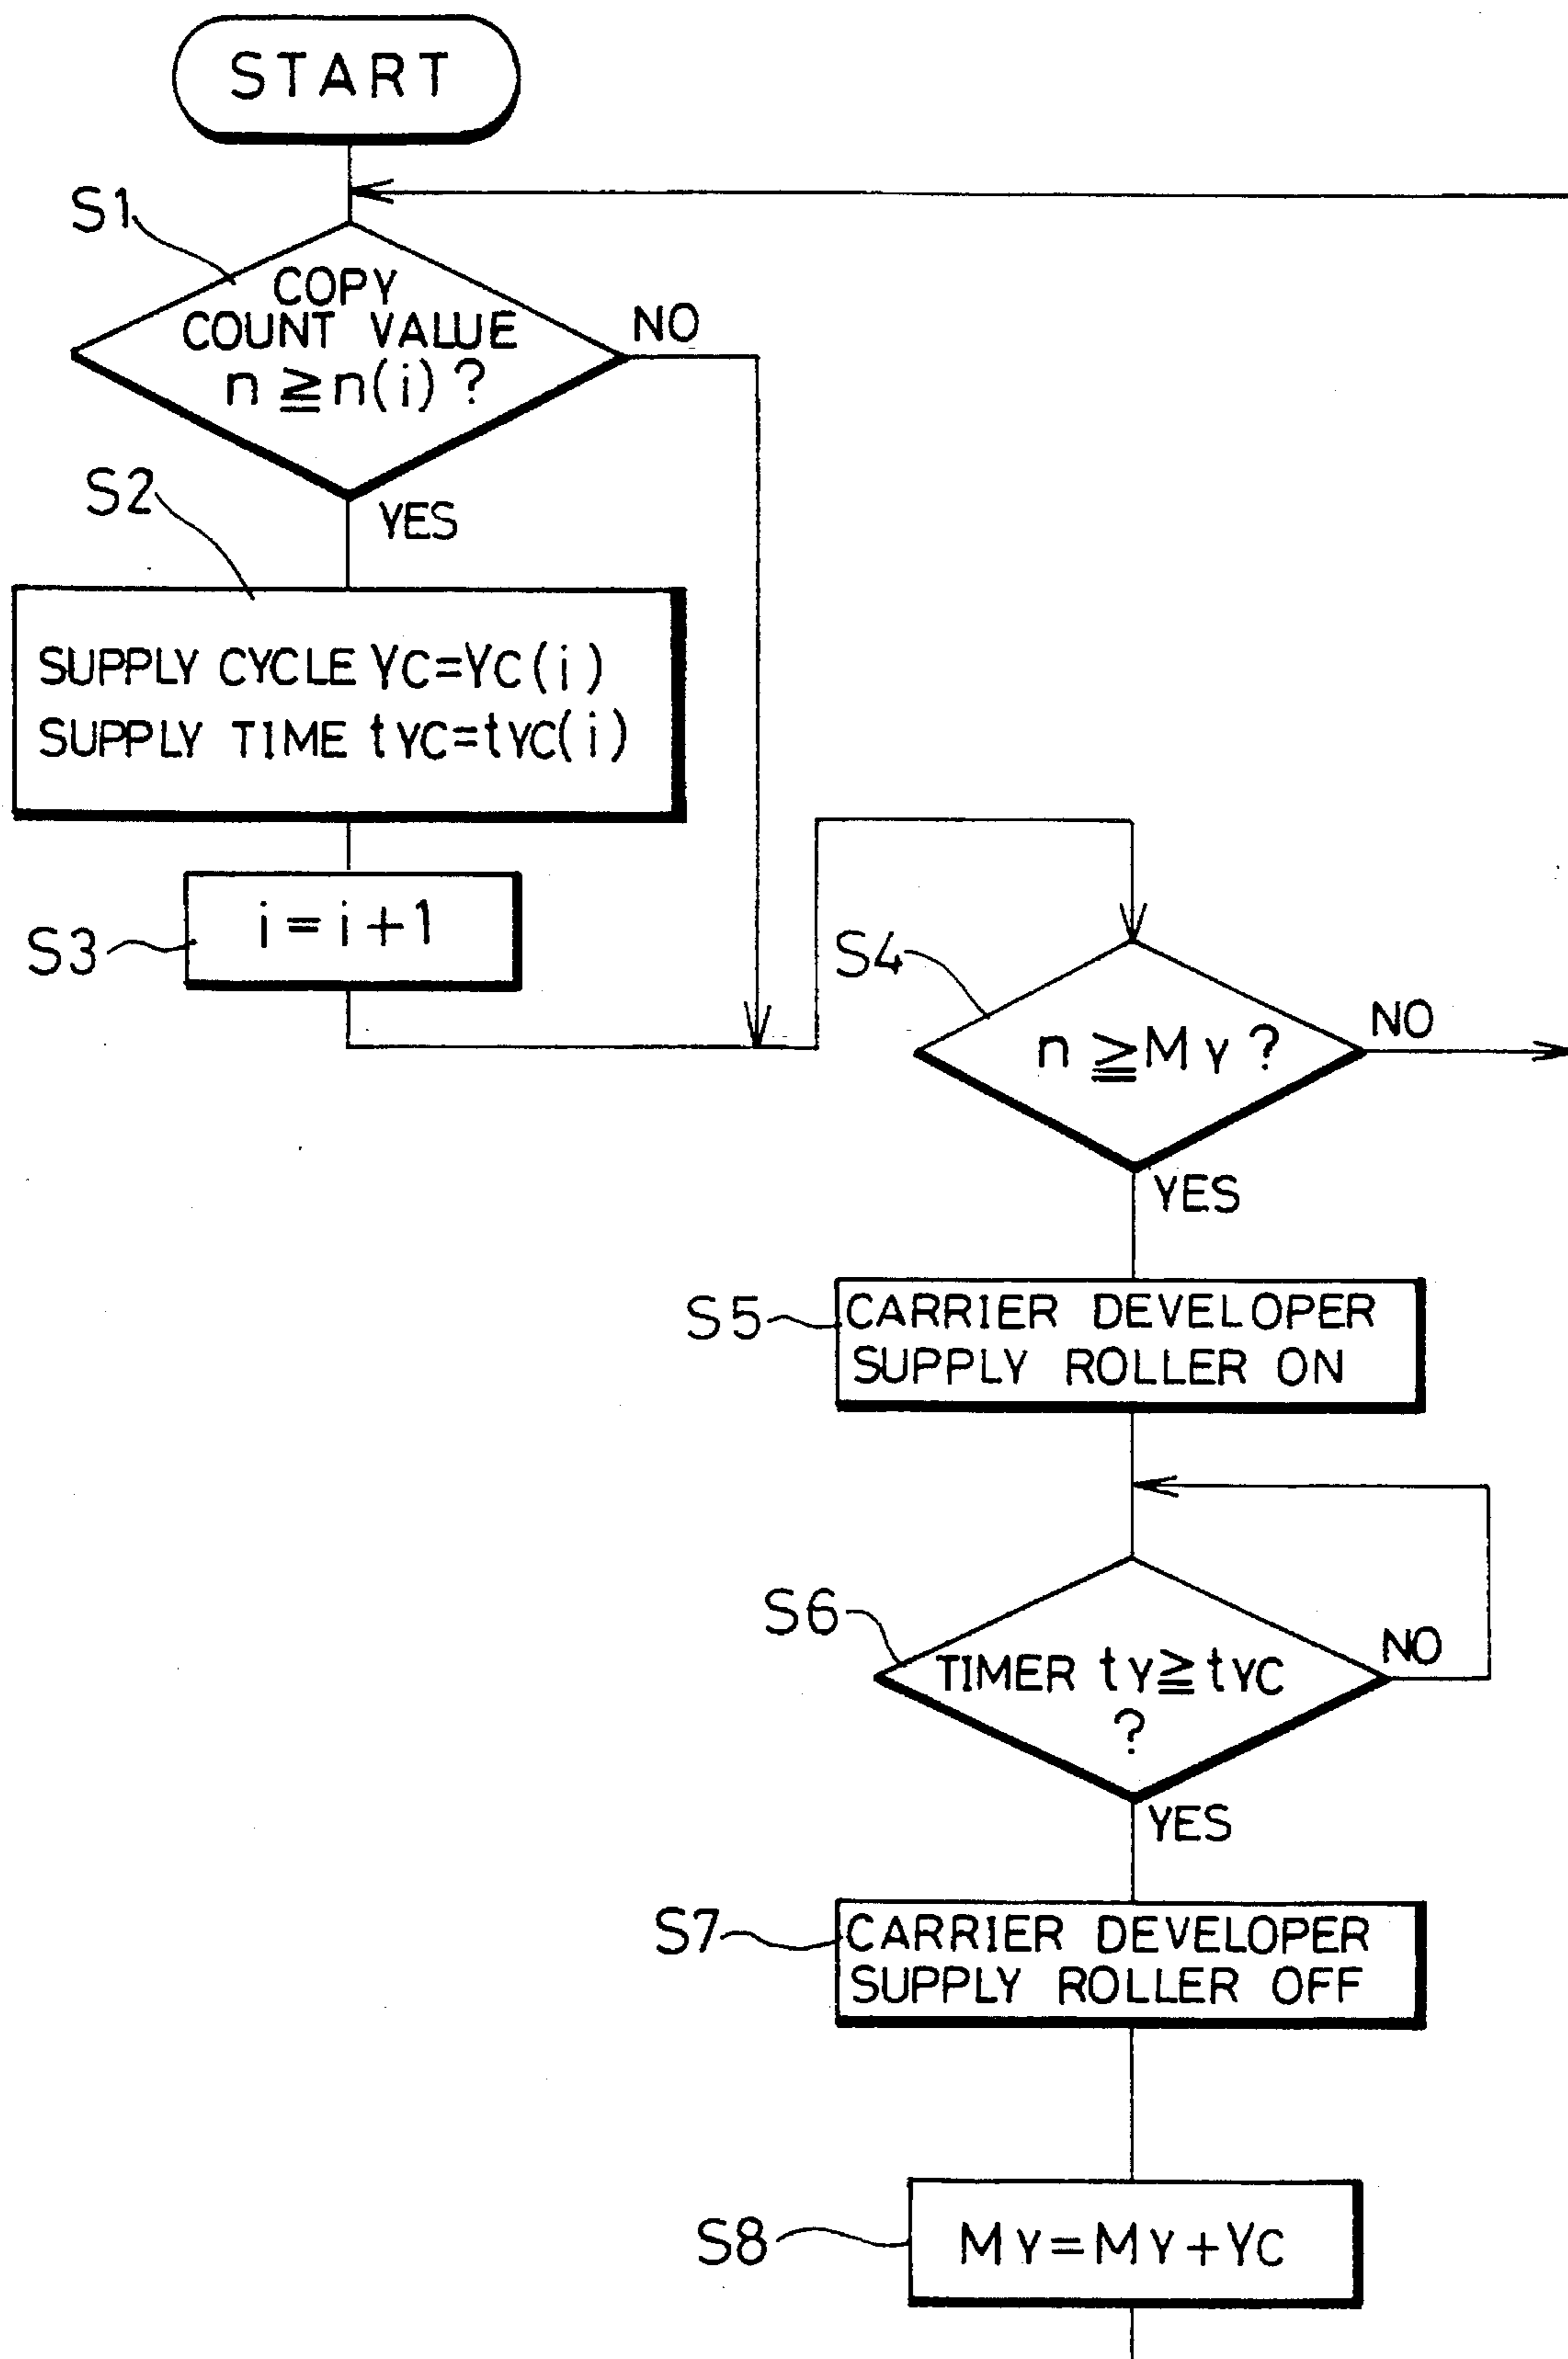 START
S1
COPY
COUNT VALUE
n ≧ n(i) ?
NO
YES
S2
SUPPLY CYCLE YC=YC(i)
SUPPLY TIME tYC=tYC(i)
S3
i = i + 1
S4
n ≧ MY ?
NO
YES
S5
CARRIER DEVELOPER
SUPPLY ROLLER ON
S6
TIMER tY ≧ tYC
?
NO
YES
S7
CARRIER DEVELOPER
SUPPLY ROLLER OFF
S8
MY = MY + YC